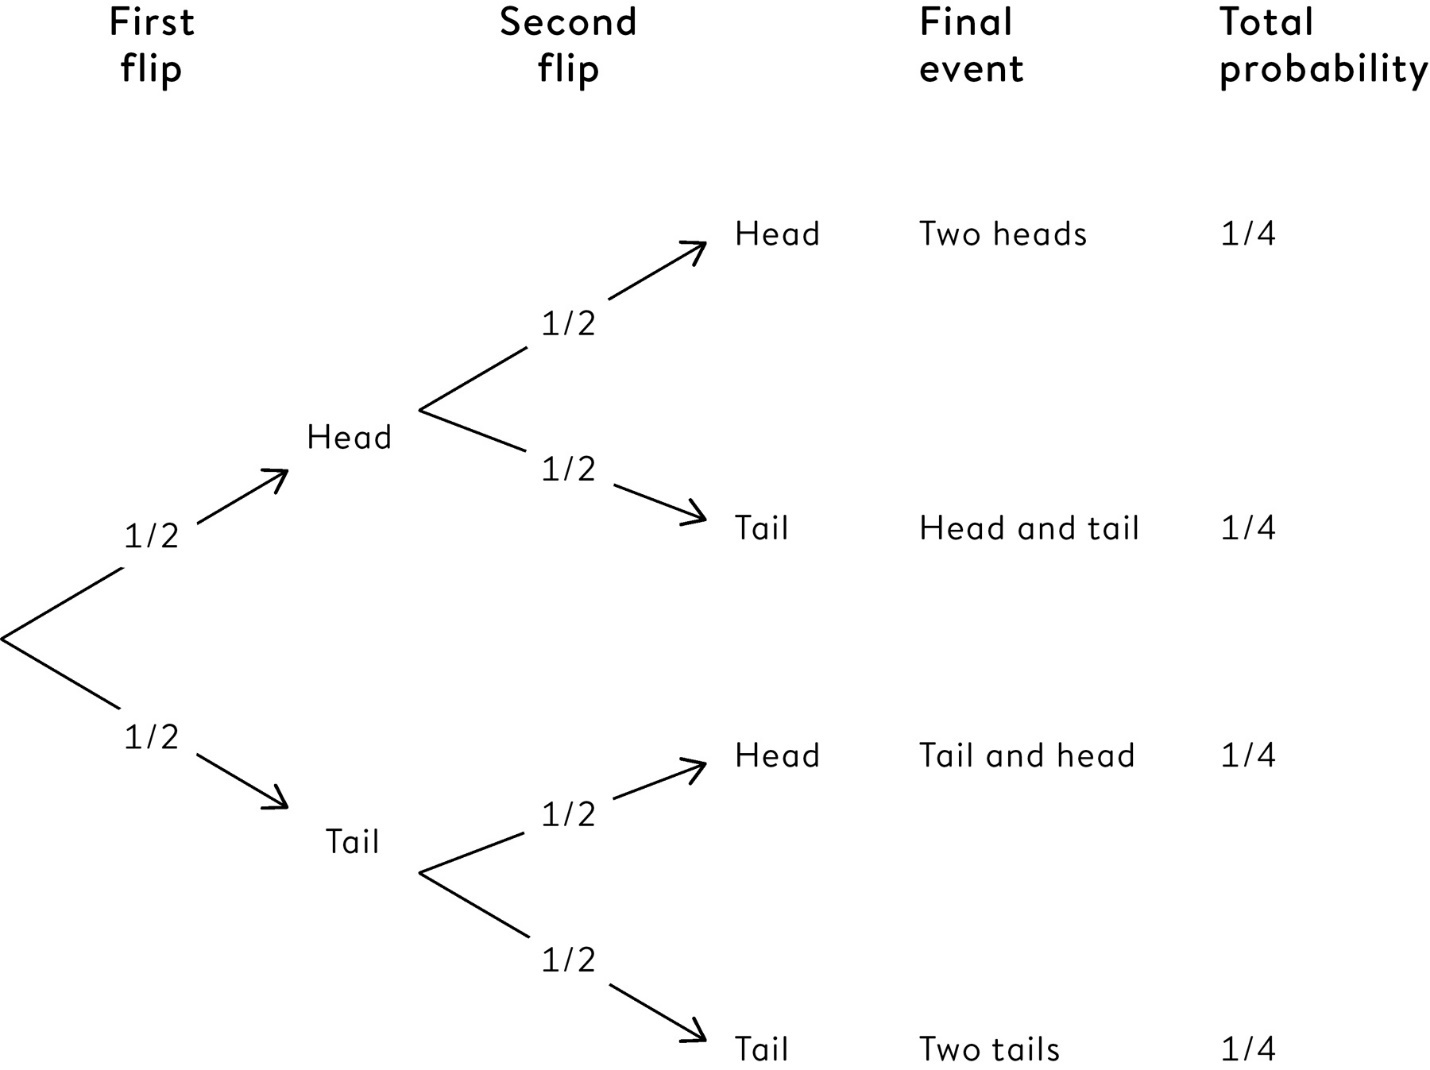 First flip
Second flip
Final event
Total probability
Head Two heads 1/4
1/2
Head
1/2
Tail Head and tail 1/4
1/2
1/2
Head Tail and head 1/4
1/2
Tail
1/2
Tail Two tails 1/4